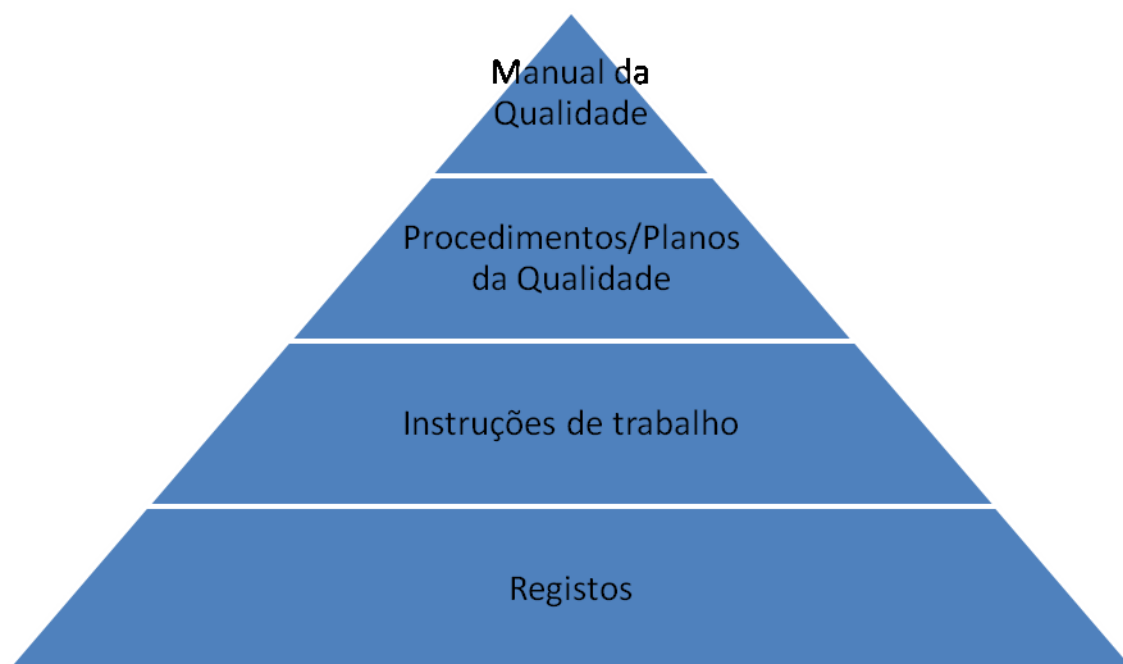 Manual da
Qualidade
Procedimentos/Planos
da Qualidade
Instruções de trabalho
Registos